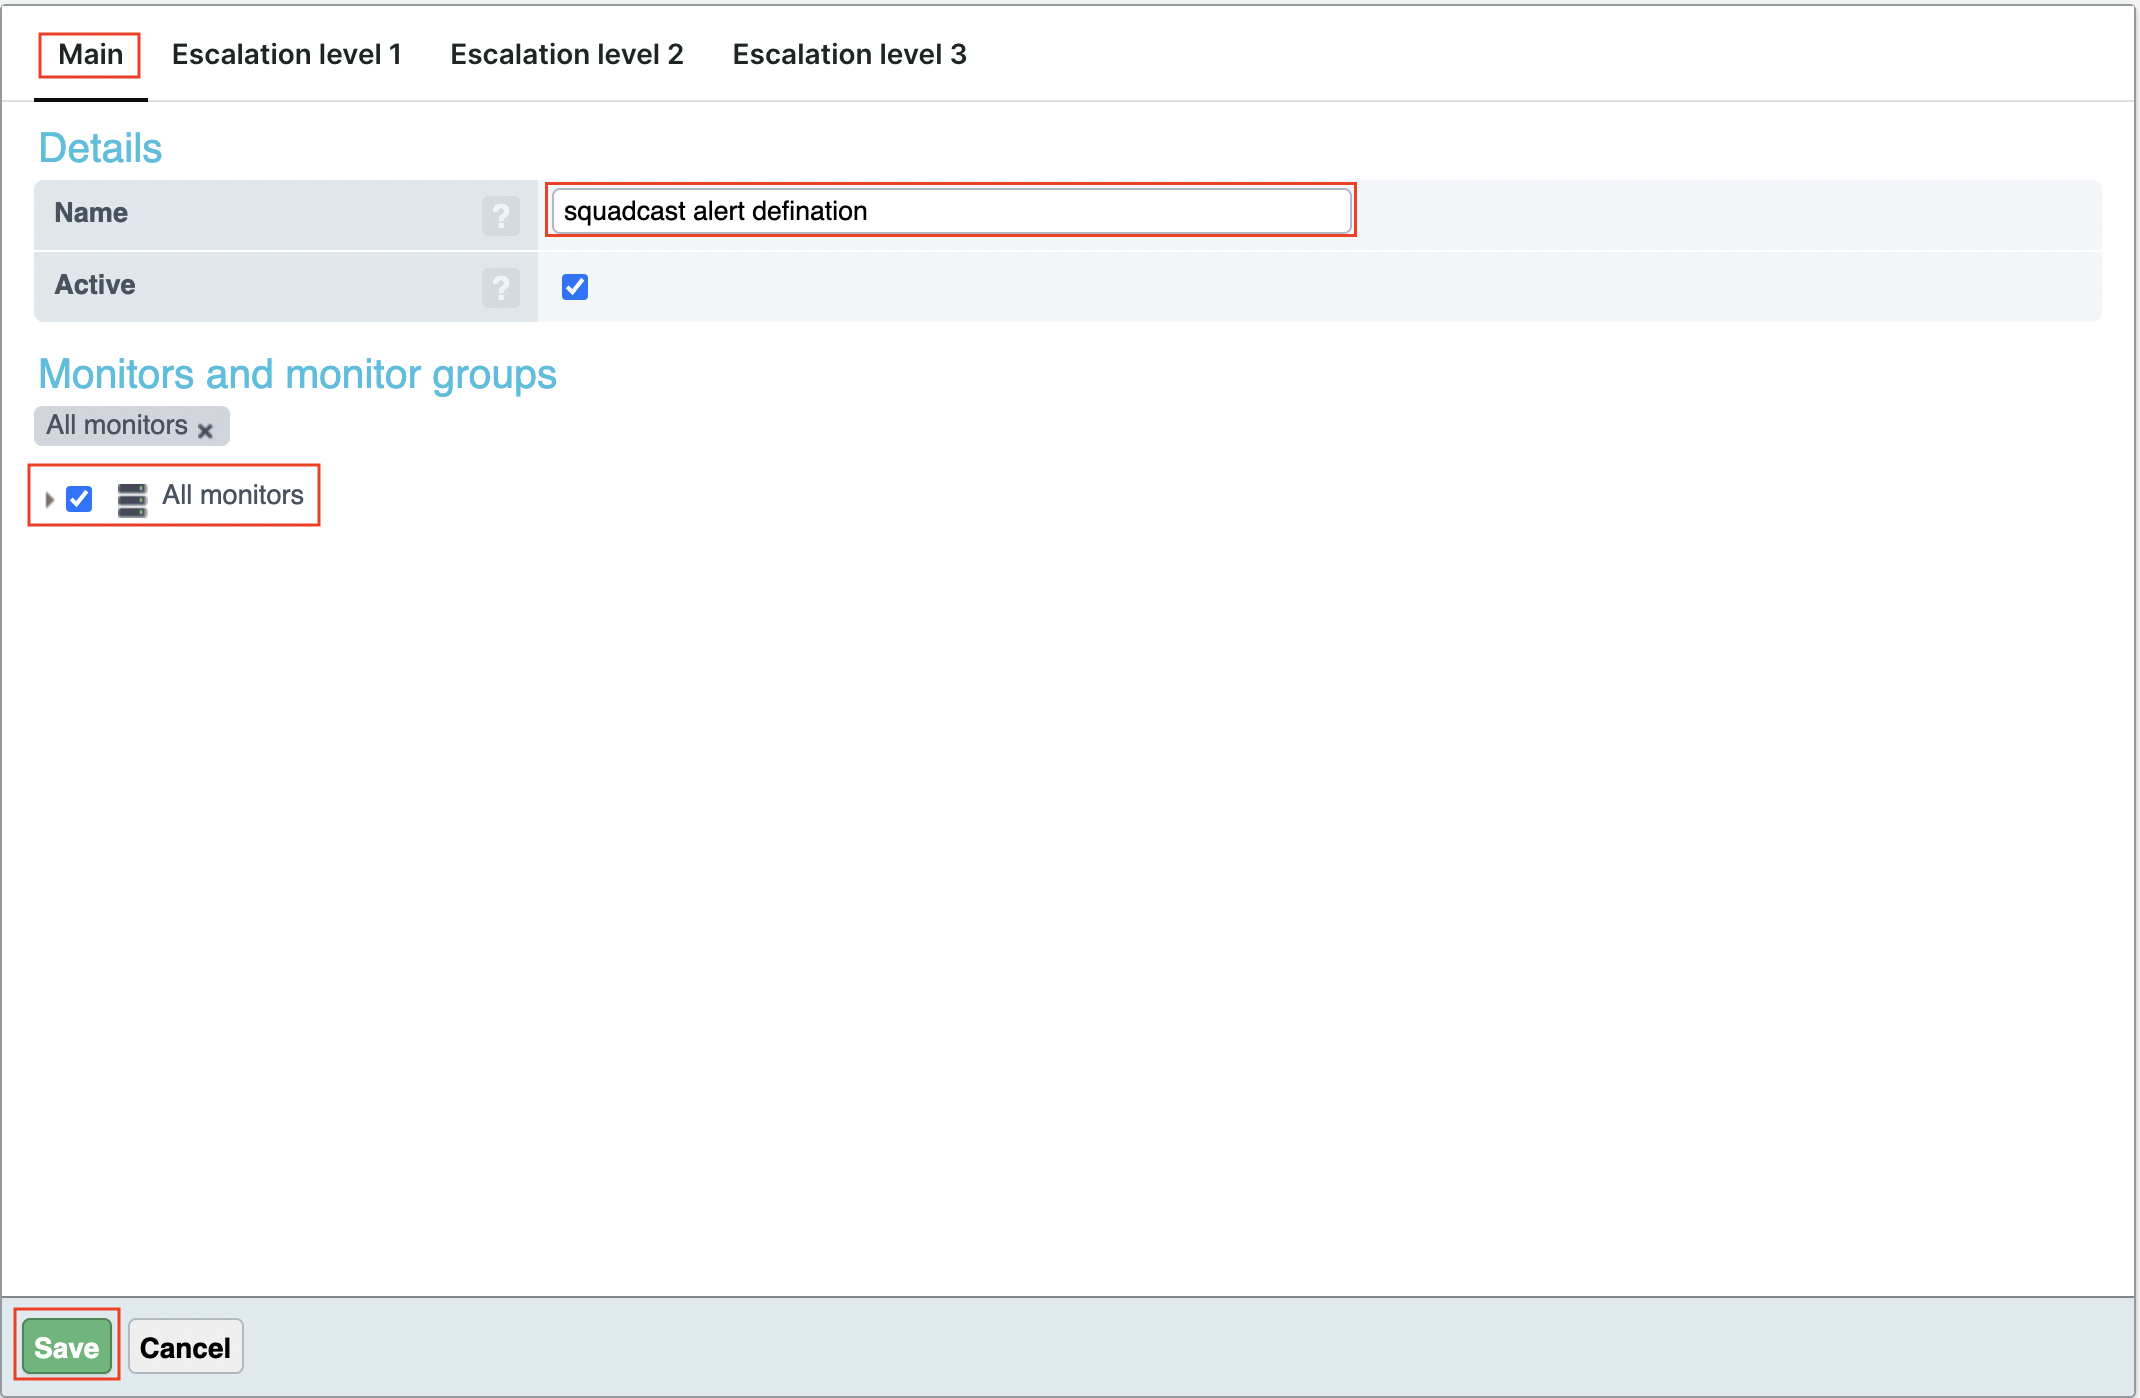 Main Escalation level 1 Escalation level 2 Escalation level 3
Details
Name ? squadcast alert defination
Active ?
Monitors and monitor groups
All monitors ×
All monitors
Save Cancel